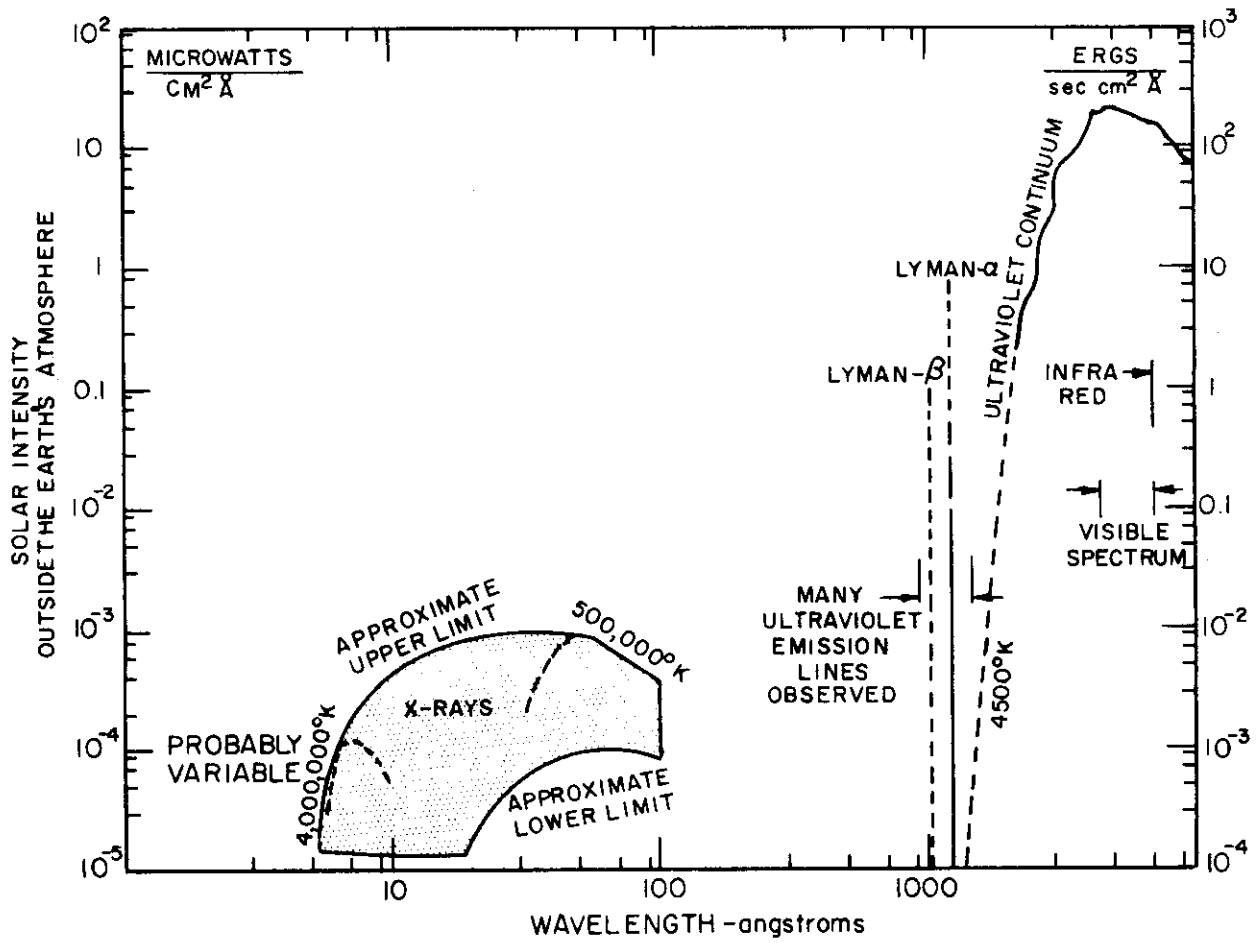 10²
MICROWATTS
CM² Å
ERGS
sec cm² Å
10³
10
10²
1
10
0.1
1
10⁻²
0.1
10⁻³
10⁻²
10⁻⁴
10⁻³
10⁻⁵
10⁻⁴
SOLAR INTENSITY
OUTSIDE THE EARTH'S ATMOSPHERE
ULTRAVIOLET CONTINUUM
LYMAN-α
LYMAN-β
INFRA
RED
VISIBLE
SPECTRUM
MANY
ULTRAVIOLET
EMISSION
LINES
OBSERVED
4500°K
APPROXIMATE
UPPER LIMIT
500,000°K
X-RAYS
PROBABLY
VARIABLE
4,000,000°K
APPROXIMATE
LOWER LIMIT
10
100
1000
WAVELENGTH -angstroms